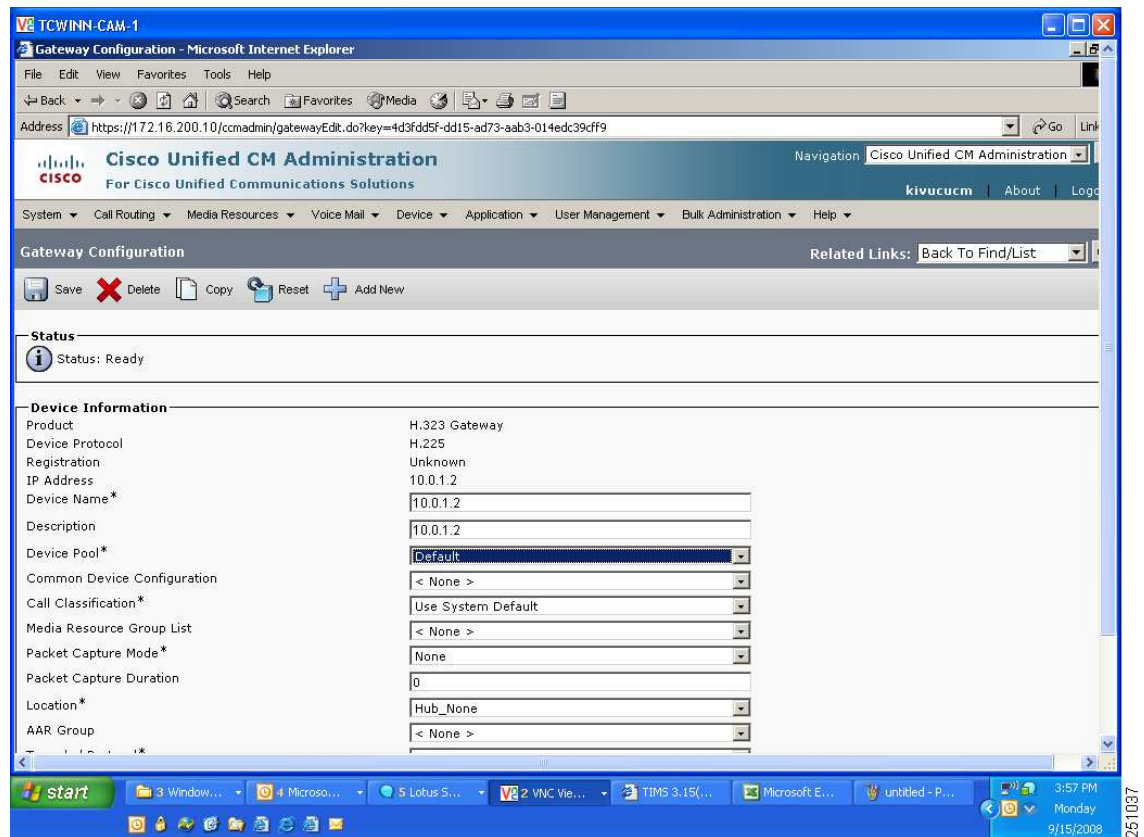 TCWINN-CAM-1
Gateway Configuration - Microsoft Internet Explorer
File Edit View Favorites Tools Help
Back Search Favorites Media
Address https://172.16.200.10/ccmadmin/gatewayEdit.do?key=4d3fdd5f-dd15-ad73-aab3-014edc39cff9 Go
cisco Cisco Unified CM Administration Navigation Cisco Unified CM Administration
For Cisco Unified Communications Solutions
kivucucm | About |
System Call Routing Media Resources Voice Mail Device Application User Management Bulk Administration Help
Gateway Configuration Related Links: Back To Find/List
Save Delete Copy Reset Add New
Status
i Status: Ready
Device Information
Product H.323 Gateway
Device Protocol H.225
Registration Unknown
IP Address 10.0.1.2
Device Name* 10.0.1.2
Description 10.0.1.2
Device Pool* Default
Common Device Configuration < None >
Call Classification* Use System Default
Media Resource Group List < None >
Packet Capture Mode* None
Packet Capture Duration 0
Location* Hub_None
AAR Group < None >
start 3 Window... 4 Microso... 5 Lotus S... 2 VNC Vie... TIMS 3.15(... Microsoft E... untitled - P... 3:57 PM
Monday
9/15/2008
251037